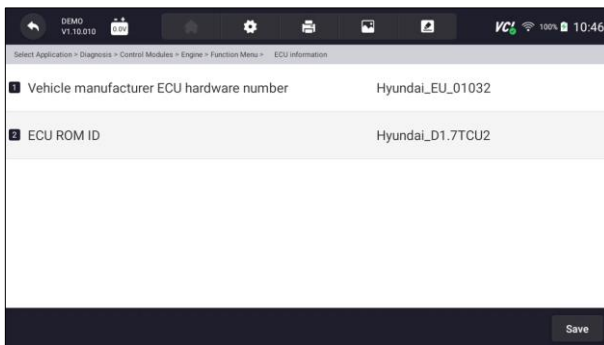 DEMO
V1.10.010
0.0V
VCI 100% 10:46
Select Application > Diagnosis > Control Modules > Engine > Function Menu > ECU information
1 Vehicle manufacturer ECU hardware number Hyundai_EU_01032
2 ECU ROM ID Hyundai_D1.7TCU2
Save